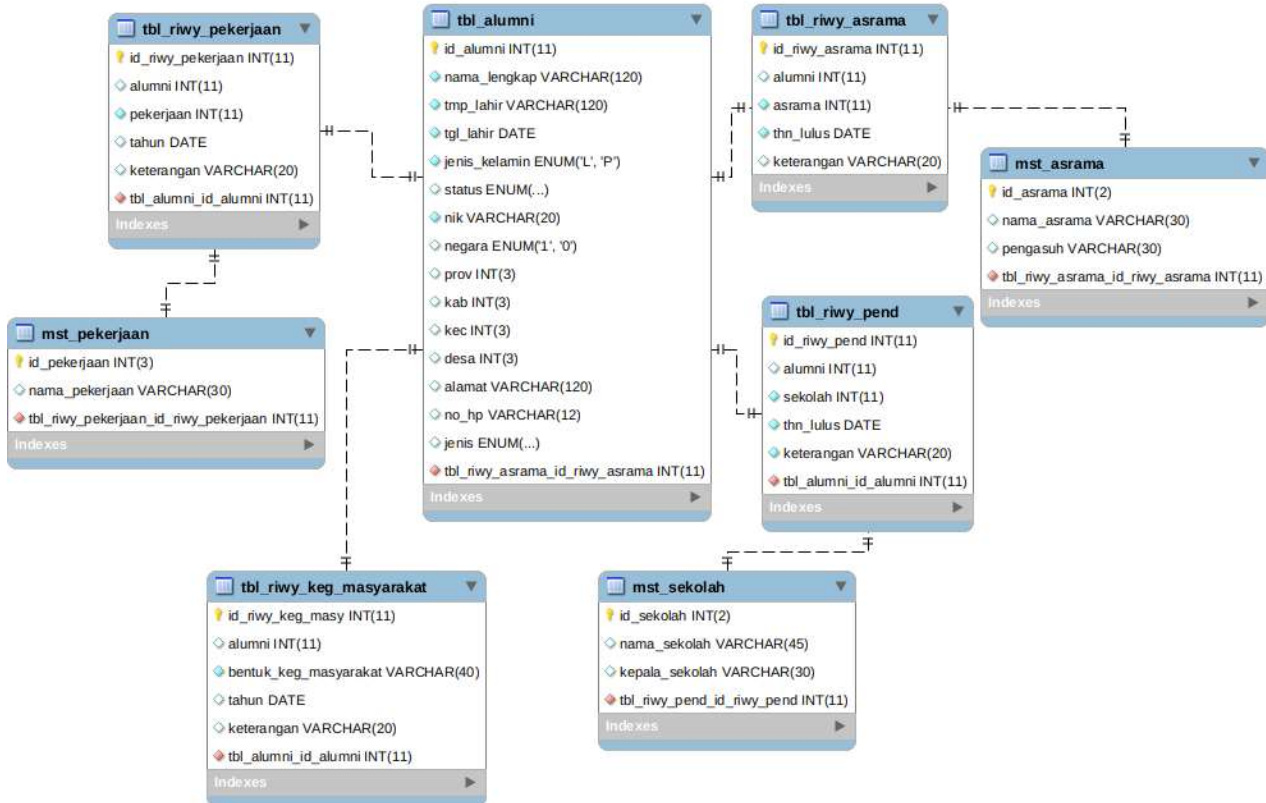 tbl_riwy_pekerjaan
id_riwy_pekerjaan INT(11)
alumni INT(11)
pekerjaan INT(11)
tahun DATE
keterangan VARCHAR(20)
tbl_alumni_id_alumni INT(11)
Indexes
mst_pekerjaan
id_pekerjaan INT(3)
nama_pekerjaan VARCHAR(30)
tbl_riwy_pekerjaan_id_riwy_pekerjaan INT(11)
Indexes
tbl_alumni
id_alumni INT(11)
nama_lengkap VARCHAR(120)
tmp_lahir VARCHAR(120)
tgl_lahir DATE
jenis_kelamin ENUM('L', 'P')
status ENUM(...)
nik VARCHAR(20)
negara ENUM('1', '0')
prov INT(3)
kab INT(3)
kec INT(3)
desa INT(3)
alamat VARCHAR(120)
no_hp VARCHAR(12)
jenis ENUM(...)
tbl_riwy_asrama_id_riwy_asrama INT(11)
Indexes
tbl_riwy_asrama
id_riwy_asrama INT(11)
alumni INT(11)
asrama INT(11)
thn_lulus DATE
keterangan VARCHAR(20)
Indexes
mst_asrama
id_asrama INT(2)
nama_asrama VARCHAR(30)
pengasuh VARCHAR(30)
tbl_riwy_asrama_id_riwy_asrama INT(11)
Indexes
tbl_riwy_pend
id_riwy_pend INT(11)
alumni INT(11)
sekolah INT(11)
thn_lulus DATE
keterangan VARCHAR(20)
tbl_alumni_id_alumni INT(11)
Indexes
tbl_riwy_keg_masyarakat
id_riwy_keg_masy INT(11)
alumni INT(11)
bentuk_keg_masyarakat VARCHAR(40)
tahun DATE
keterangan VARCHAR(20)
tbl_alumni_id_alumni INT(11)
Indexes
mst_sekolah
id_sekolah INT(2)
nama_sekolah VARCHAR(45)
kepala_sekolah VARCHAR(30)
tbl_riwy_pend_id_riwy_pend INT(11)
Indexes